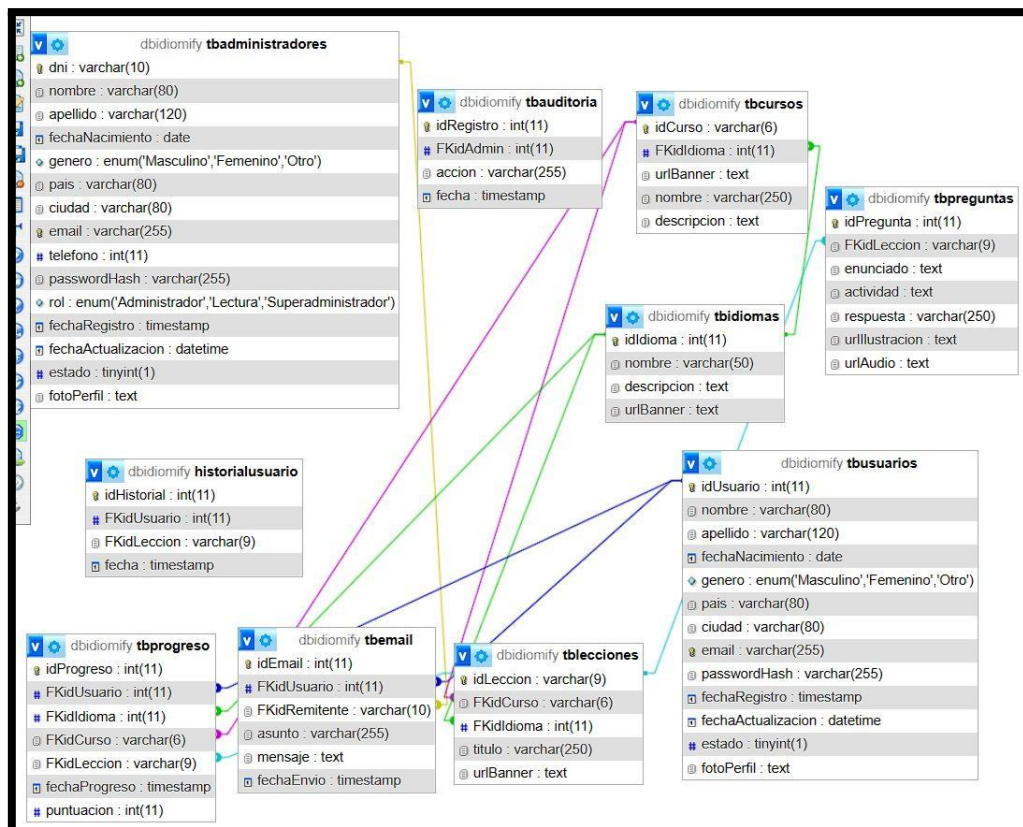 dbidiomify tbadministradores
dni : varchar(10)
nombre : varchar(80)
apellido : varchar(120)
fechaNacimiento : date
genero : enum('Masculino','Femenino','Otro')
pais : varchar(80)
ciudad : varchar(80)
email : varchar(255)
telefono : int(11)
passwordHash : varchar(255)
rol : enum('Administrador','Lectura','Superadministrador')
fechaRegistro : timestamp
fechaActualizacion : datetime
estado : tinyint(1)
fotoPerfil : text
dbidiomify tbauditoria
idRegistro : int(11)
FKidAdmin : int(11)
accion : varchar(255)
fecha : timestamp
dbidiomify tbcursos
idCurso : varchar(6)
FKidIdioma : int(11)
urlBanner : text
nombre : varchar(250)
descripcion : text
dbidiomify tbpreguntas
idPregunta : int(11)
FKidLeccion : varchar(9)
enunciado : text
actividad : text
respuesta : varchar(250)
urlIlustracion : text
urlAudio : text
dbidiomify tbidiomas
idIdioma : int(11)
nombre : varchar(50)
descripcion : text
urlBanner : text
dbidiomify historialusuario
idHistorial : int(11)
FKidUsuario : int(11)
FKidLeccion : varchar(9)
fecha : timestamp
dbidiomify tbusuarios
idUsuario : int(11)
nombre : varchar(80)
apellido : varchar(120)
fechaNacimiento : date
genero : enum('Masculino','Femenino','Otro')
pais : varchar(80)
ciudad : varchar(80)
email : varchar(255)
passwordHash : varchar(255)
fechaRegistro : timestamp
fechaActualizacion : datetime
estado : tinyint(1)
fotoPerfil : text
dbidiomify tbprogreso
idProgreso : int(11)
FKidUsuario : int(11)
FKidIdioma : int(11)
FKidCurso : varchar(6)
FKidLeccion : varchar(9)
fechaProgreso : timestamp
puntuacion : int(11)
dbidiomify tbemail
idEmail : int(11)
FKidUsuario : int(11)
FKidRemitente : varchar(10)
asunto : varchar(255)
mensaje : text
fechaEnvio : timestamp
dbidiomify tblecciones
idLeccion : varchar(9)
FKidCurso : varchar(6)
FKidIdioma : int(11)
titulo : varchar(250)
urlBanner : text